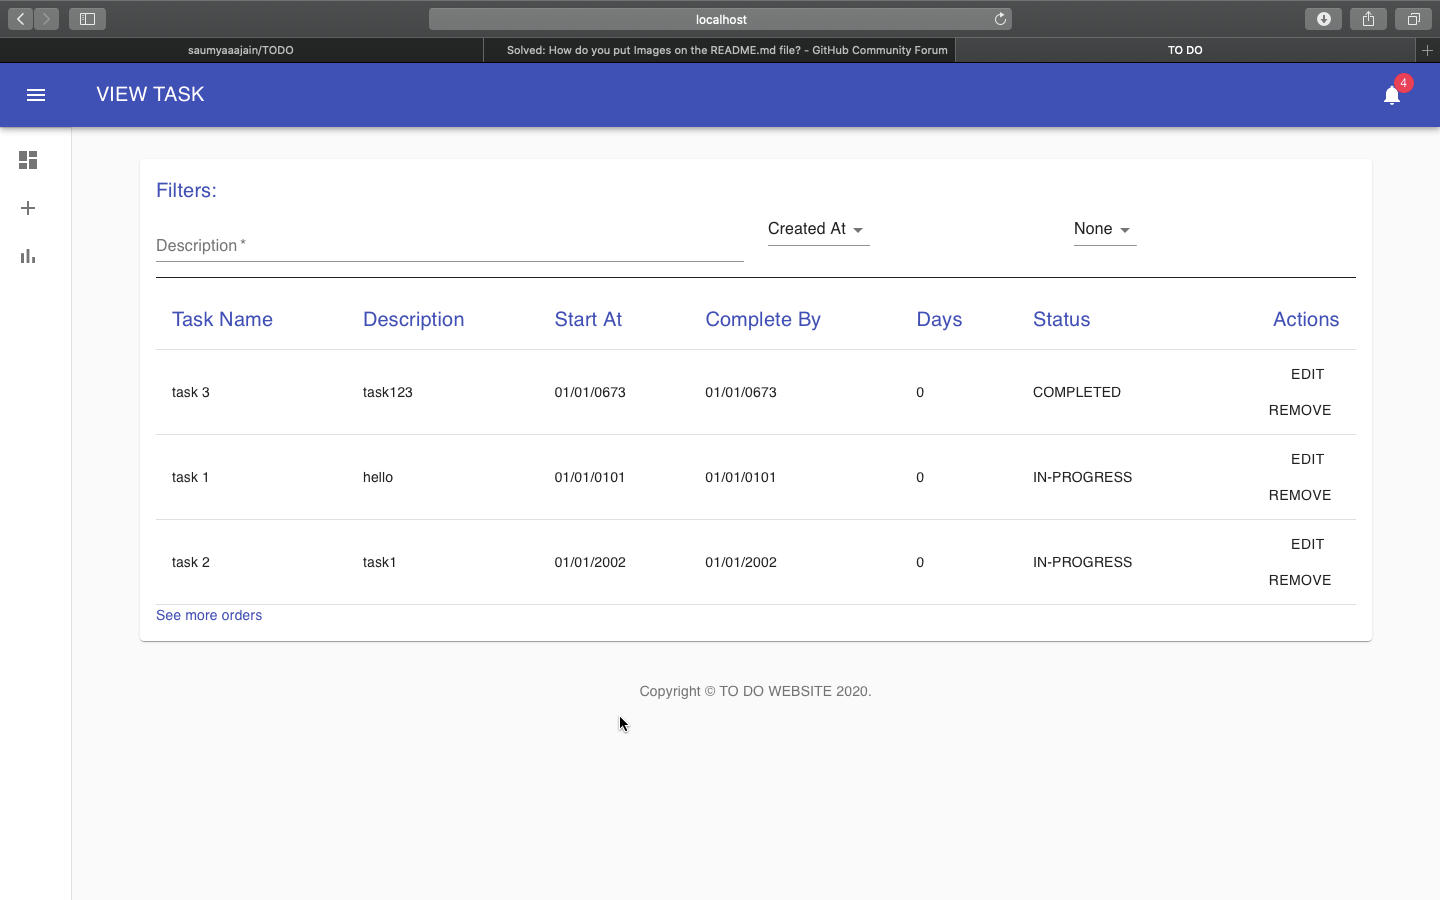 localhost
saumyaaajain/TODO
Solved: How do you put Images on the README.md file? - GitHub Community Forum
TO DO
VIEW TASK
4
Filters:
Description *
Created At
None
Task Name Description Start At Complete By Days Status Actions
task 3 task123 01/01/0673 01/01/0673 0 COMPLETED EDIT
REMOVE
task 1 hello 01/01/0101 01/01/0101 0 IN-PROGRESS EDIT
REMOVE
task 2 task1 01/01/2002 01/01/2002 0 IN-PROGRESS EDIT
REMOVE
See more orders
Copyright © TO DO WEBSITE 2020.